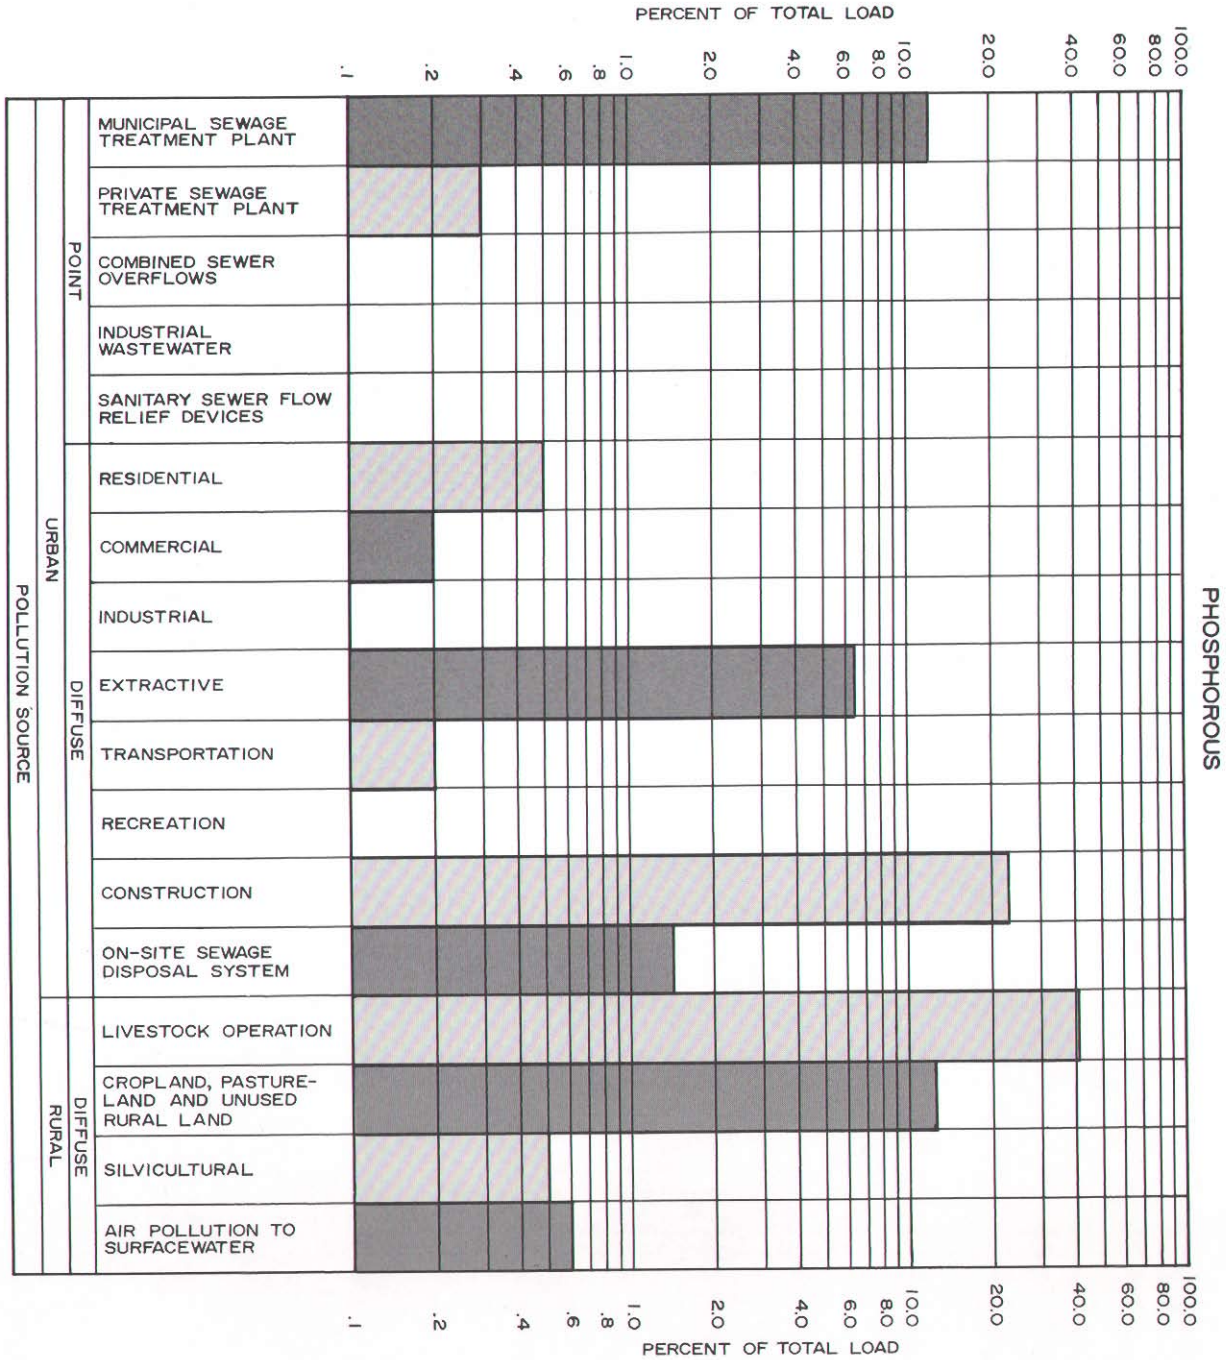 PERCENT OF TOTAL LOAD
.1 .2 .4 .6 .8 1.0 2.0 4.0 6.0 8.0 10.0 20.0 40.0 60.0 80.0 100.0
PHOSPHOROUS
POLLUTION SOURCE
URBAN
POINT
MUNICIPAL SEWAGE
TREATMENT PLANT
PRIVATE SEWAGE
TREATMENT PLANT
COMBINED SEWER
OVERFLOWS
INDUSTRIAL
WASTEWATER
SANITARY SEWER FLOW
RELIEF DEVICES
DIFFUSE
RESIDENTIAL
COMMERCIAL
INDUSTRIAL
EXTRACTIVE
TRANSPORTATION
RECREATION
CONSTRUCTION
ON-SITE SEWAGE
DISPOSAL SYSTEM
RURAL
DIFFUSE
LIVESTOCK OPERATION
CROPLAND, PASTURE-
LAND AND UNUSED
RURAL LAND
SILVICULTURAL
AIR POLLUTION TO
SURFACEWATER
.1 .2 .4 .6 .8 1.0 2.0 4.0 6.0 8.0 10.0 20.0 40.0 60.0 80.0 100.0
PERCENT OF TOTAL LOAD